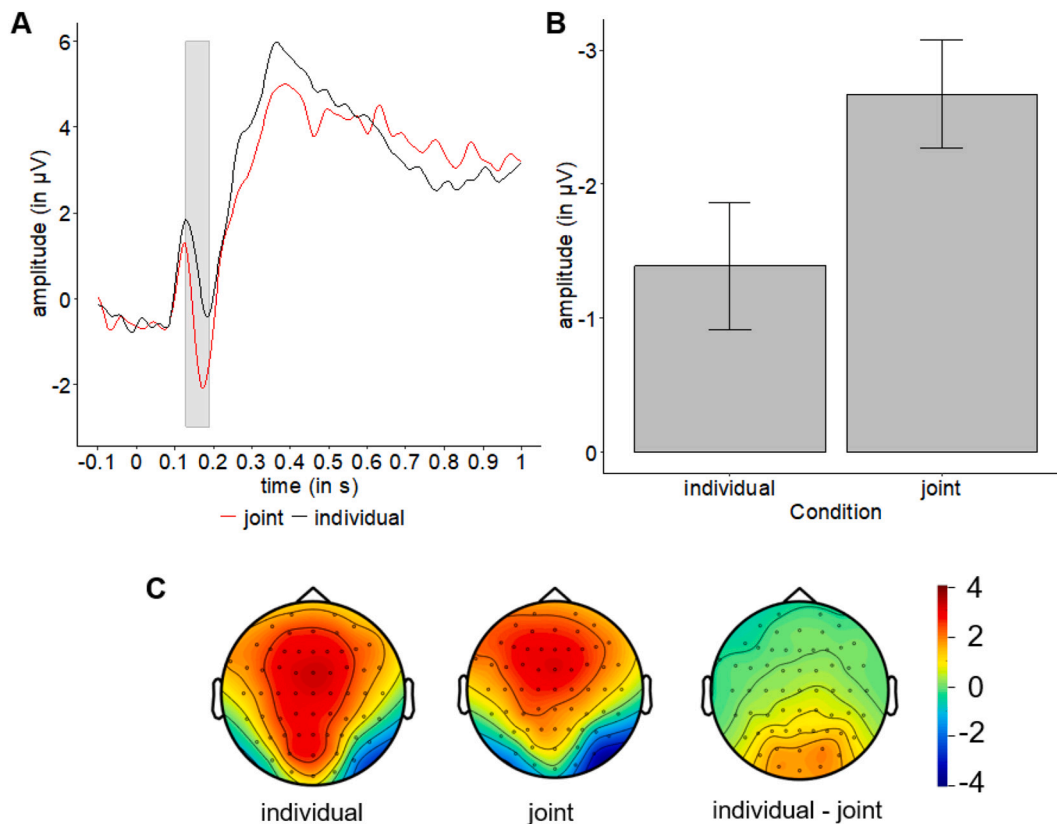 A
amplitude (in µV)
6
4
2
0
-2
-0.1 0 0.1 0.2 0.3 0.4 0.5 0.6 0.7 0.8 0.9 1
time (in s)
joint individual
B
amplitude (in µV)
-3
-2
-1
0
individual joint
Condition
C
4
2
0
-2
-4
individual joint individual - joint